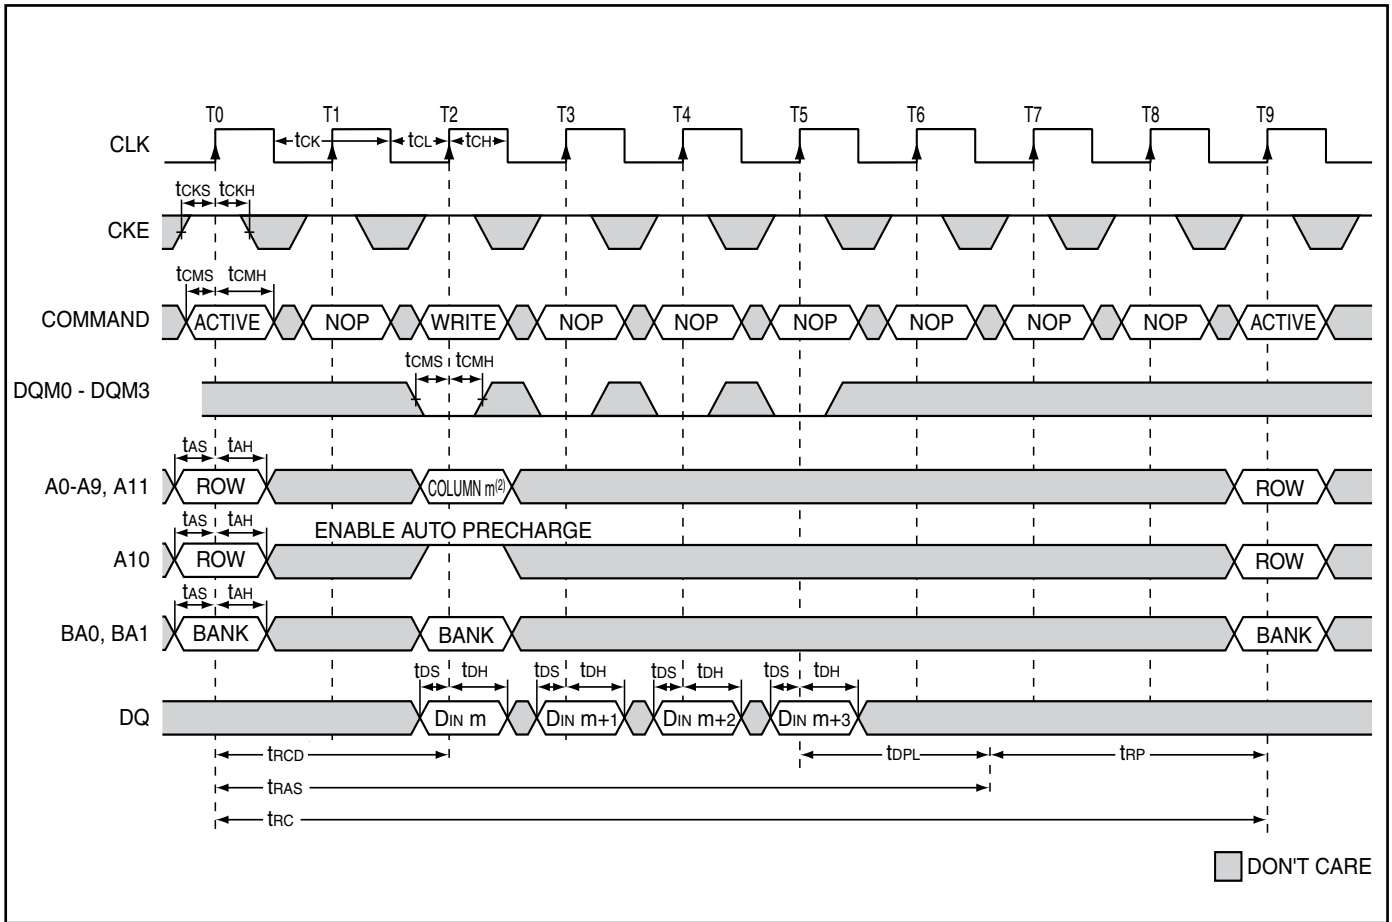 T0 T1 T2 T3 T4 T5 T6 T7 T8 T9
CLK tCK tCL tCH
tCKS tCKH
CKE
tCMS tCMH
COMMAND ACTIVE NOP WRITE NOP NOP NOP NOP NOP NOP ACTIVE
tCMS tCMH
DQM0 - DQM3
tAS tAH
A0-A9, A11 ROW COLUMN m(2) ROW
tAS tAH ENABLE AUTO PRECHARGE
A10 ROW ROW
tAS tAH
BA0, BA1 BANK BANK BANK
tDS tDH tDS tDH tDS tDH tDS tDH
DQ DIN m DIN m+1 DIN m+2 DIN m+3
tRCD tDPL tRP
tRAS
tRC
DON'T CARE